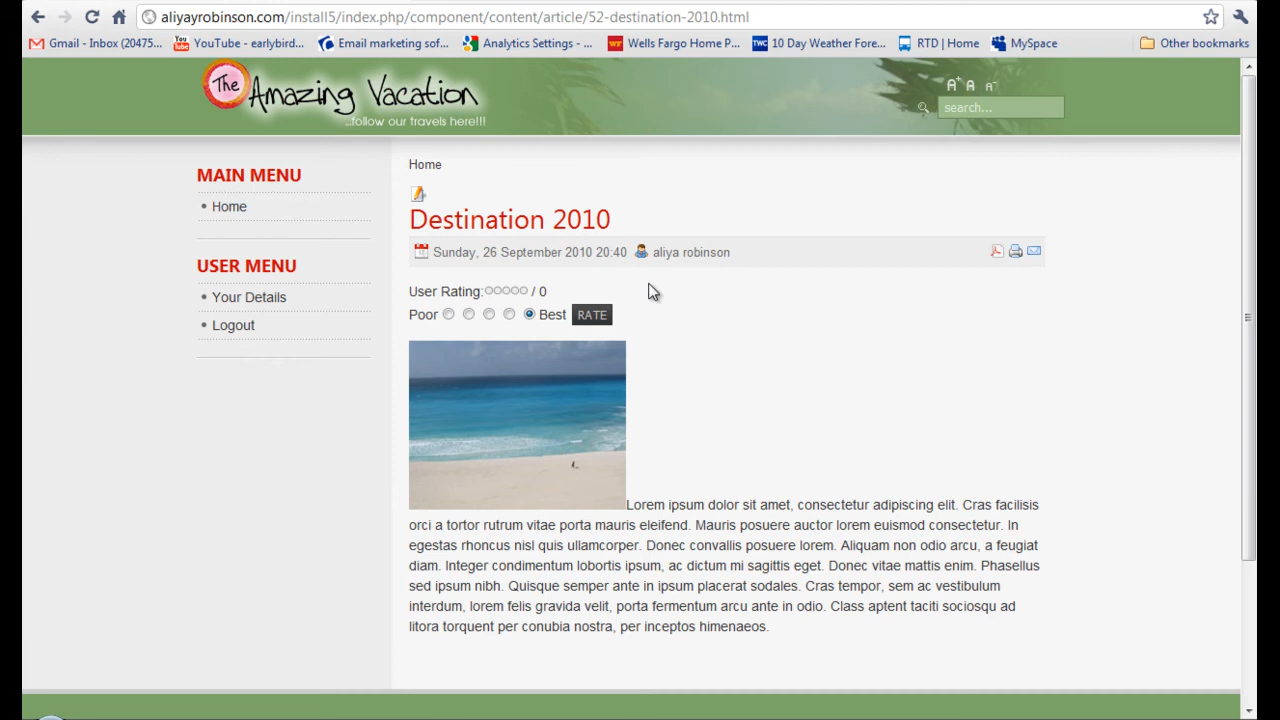 aliyayrobinson.com/install5/index.php/component/content/article/52-destination-2010.html
Gmail - Inbox (20475... YouTube - earlybird... Email marketing sof... Analytics Settings - ... Wells Fargo Home P... 10 Day Weather Fore... RTD | Home MySpace Other bookmarks
The Amazing Vacation
...follow our travels here!!!
A+ A a-
search...
MAIN MENU
Home
USER MENU
Your Details
Logout
Home
Destination 2010
Sunday, 26 September 2010 20:40 aliya robinson
User Rating: / 0
Poor Best RATE
Lorem ipsum dolor sit amet, consectetur adipiscing elit. Cras facilisis
orci a tortor rutrum vitae porta mauris eleifend. Mauris posuere auctor lorem euismod consectetur. In
egestas rhoncus nisl quis ullamcorper. Donec convallis posuere lorem. Aliquam non odio arcu, a feugiat
diam. Integer condimentum lobortis ipsum, ac dictum mi sagittis eget. Donec vitae mattis enim. Phasellus
sed ipsum nibh. Quisque semper ante in ipsum placerat sodales. Cras tempor, sem ac vestibulum
interdum, lorem felis gravida velit, porta fermentum arcu ante in odio. Class aptent taciti sociosqu ad
litora torquent per conubia nostra, per inceptos himenaeos.